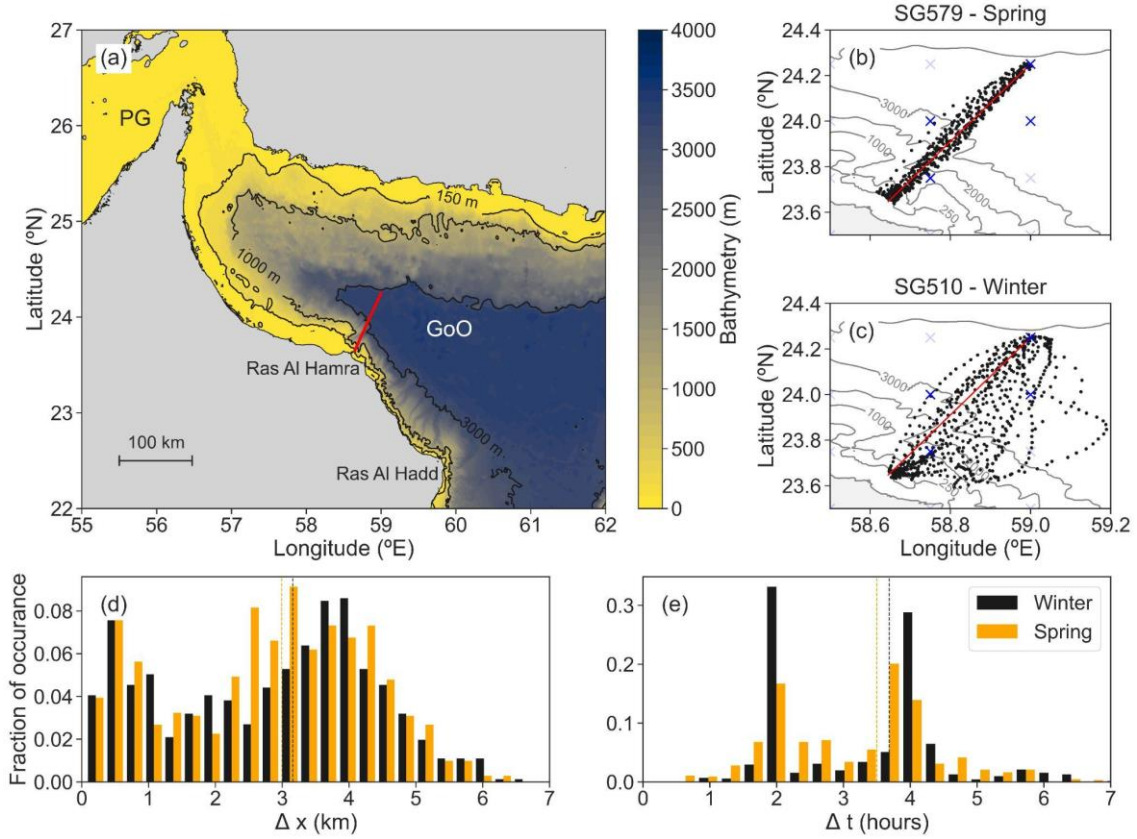 (a)
PG
150 m
1000 m
GoO
Ras Al Hamra
3000 m
Ras Al Hadd
100 km
27
26
25
24
23
22
Latitude (ºN)
55 56 57 58 59 60 61 62
Longitude (ºE)
4000
3500
3000
2500
2000
1500
1000
500
0
Bathymetry (m)
SG579 - Spring
(b)
24.4
24.2
24.0
23.8
23.6
Latitude (ºN)
3000
1000
2000
250
SG510 - Winter
(c)
24.4
24.2
24.0
23.8
23.6
Latitude (ºN)
3000
1000
2000
250
58.6 58.8 59.0 59.2
Longitude (ºE)
(d)
Fraction of occurance
0.08
0.06
0.04
0.02
0.00
0 1 2 3 4 5 6 7
Δ x (km)
(e)
Winter
Spring
0.3
0.2
0.1
0.0
0 1 2 3 4 5 6 7
Δ t (hours)